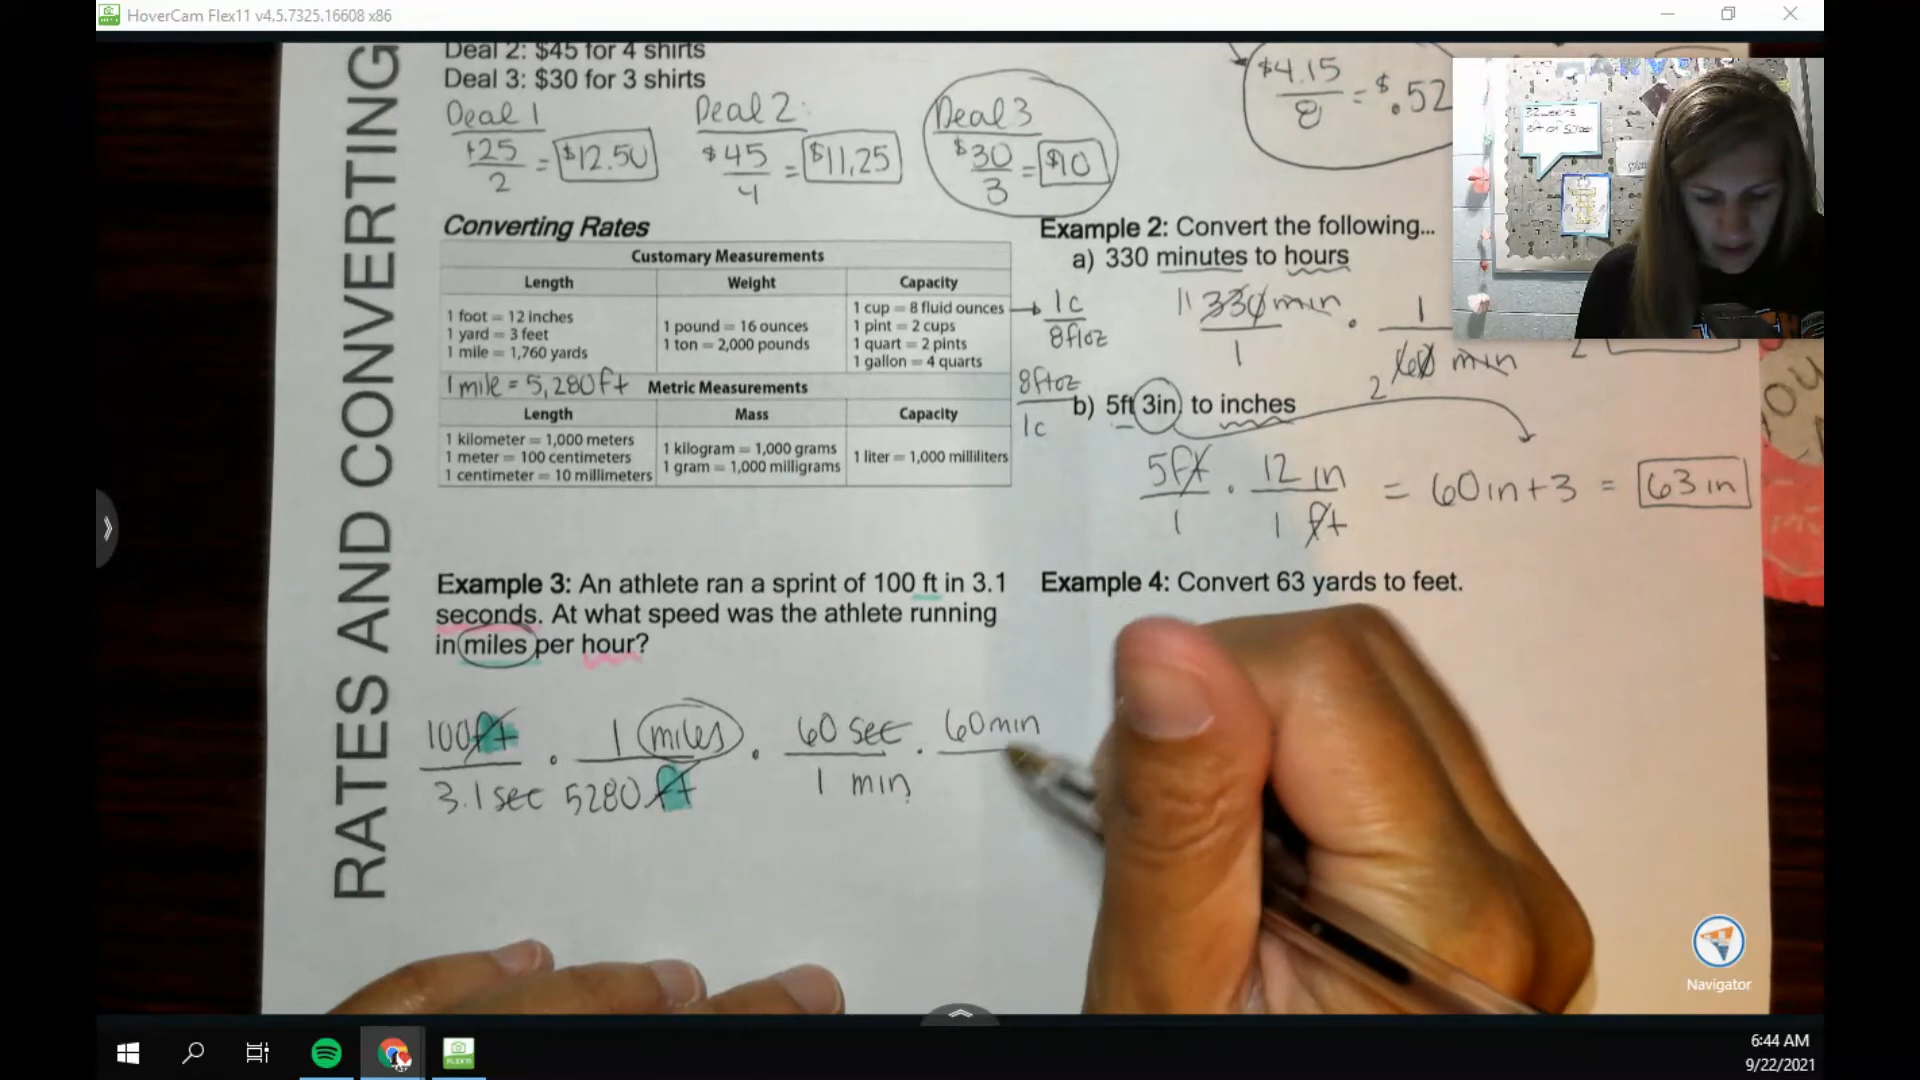 HoverCam Flex11 v4.5.7325.16608 x86
RATES AND CONVERTING
Deal 2: $45 for 4 shirts
Deal 3: $30 for 3 shirts
Deal 1
25/2 = $12.50
Deal 2:
$45/4 = $11.25
Deal 3
$30/3 = $10
$4.15/8 = $.52
Converting Rates
Customary Measurements
Length Weight Capacity
1 foot = 12 inches
1 yard = 3 feet
1 mile = 1,760 yards
1 pound = 16 ounces
1 ton = 2,000 pounds
1 cup = 8 fluid ounces
1 pint = 2 cups
1 quart = 2 pints
1 gallon = 4 quarts
1 mile = 5,280ft
Metric Measurements
Length Mass Capacity
1 kilometer = 1,000 meters
1 meter = 100 centimeters
1 centimeter = 10 millimeters
1 kilogram = 1,000 grams
1 gram = 1,000 milligrams
1 liter = 1,000 milliliters
1c/8floz
8floz/1c
Example 2: Convert the following...
a) 330 minutes to hours
11 330 min/1 · 1/60 min
2
2
b) 5ft 3in to inches
5ft/1 · 12 in/1 ft = 60in+3 = 63 in
Example 3: An athlete ran a sprint of 100 ft in 3.1
seconds. At what speed was the athlete running
in miles per hour?
100ft/3.1sec · 1 miles/5280ft · 60 sec/1 min · 60min
Example 4: Convert 63 yards to feet.
Navigator
6:44 AM
9/22/2021